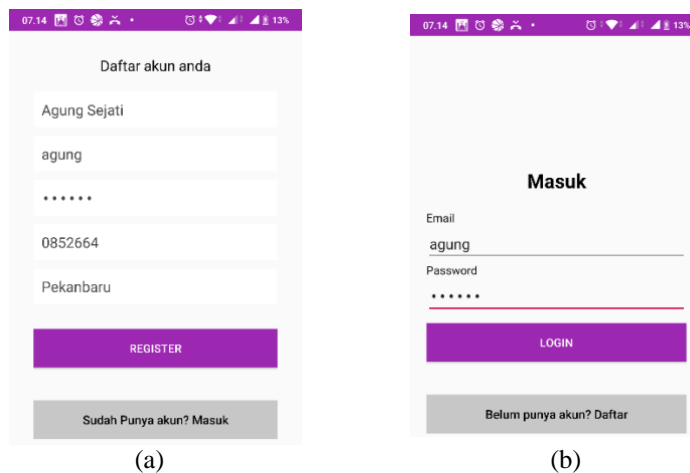 07.14
13%
Daftar akun anda
Agung Sejati
agung
••••••
0852664
Pekanbaru
REGISTER
Sudah Punya akun? Masuk
(a)
07.14
13%
Masuk
Email
agung
Password
••••••
LOGIN
Belum punya akun? Daftar
(b)